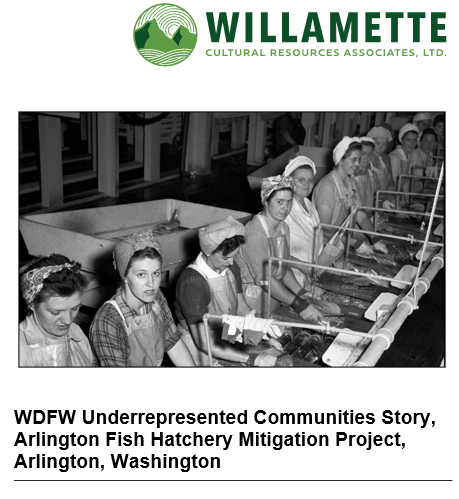 WILLAMETTE
CULTURAL RESOURCES ASSOCIATES, LTD.
WDFW Underrepresented Communities Story,
Arlington Fish Hatchery Mitigation Project,
Arlington, Washington